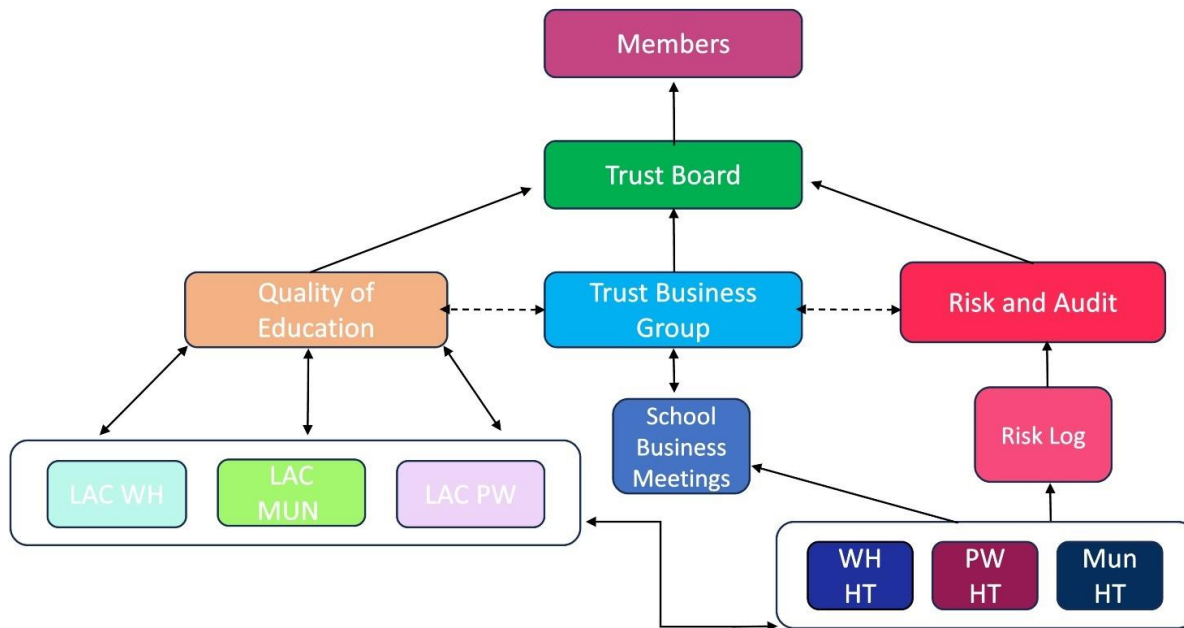 Members
Trust Board
Quality of
Education
Trust Business
Group
Risk and Audit
School
Business
Meetings
Risk Log
LAC WH
LAC
MUN
LAC PW
WH
HT
PW
HT
Mun
HT